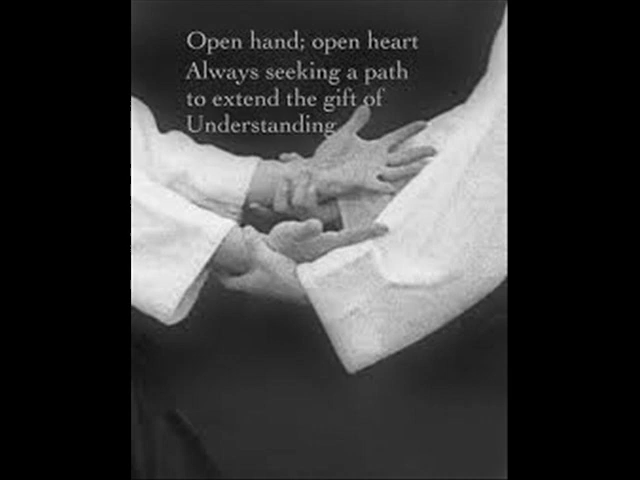 Open hand; open heart
Always seeking a path
to extend the gift of
Understanding